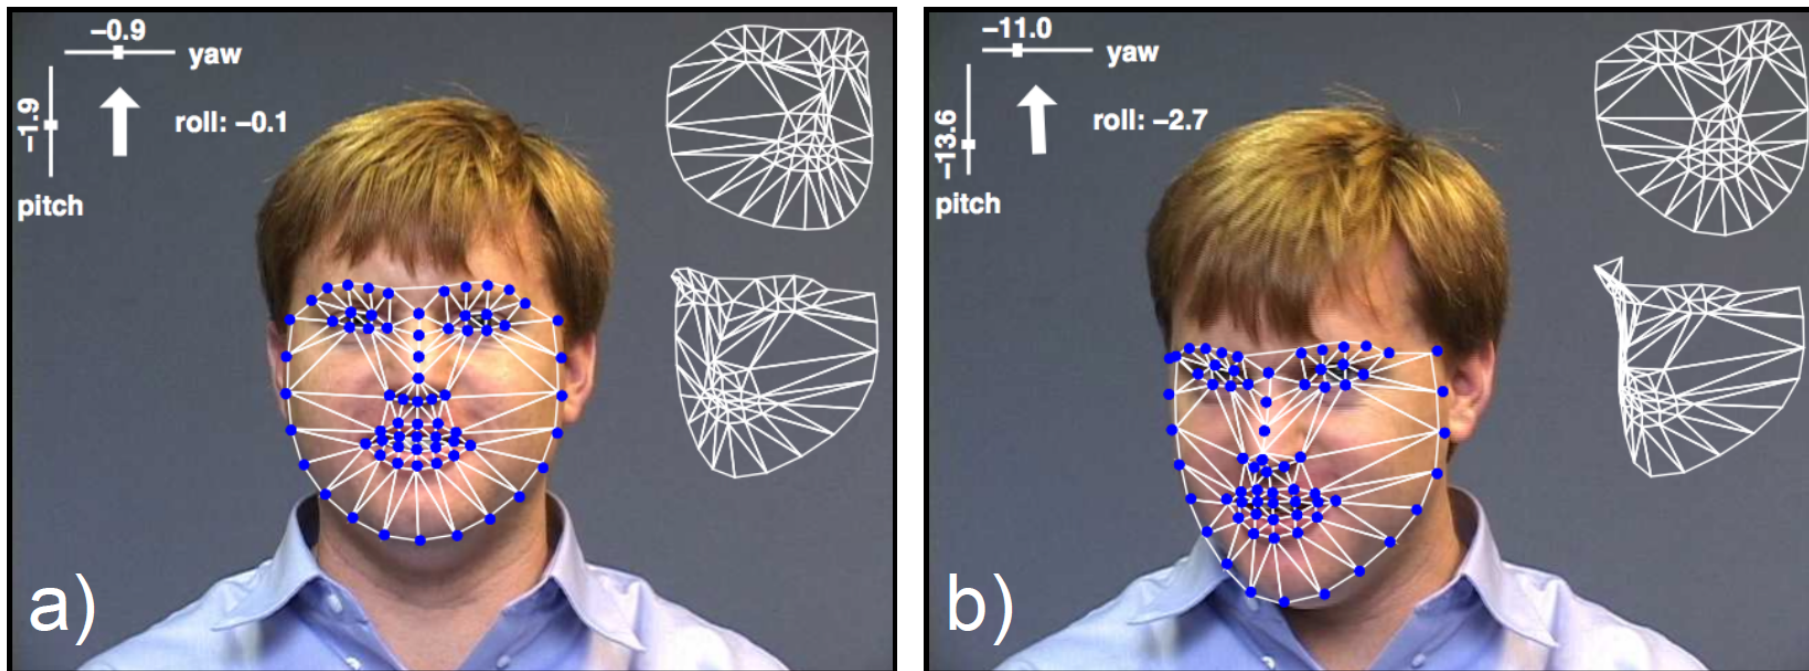 −0.9
yaw
−1.9
roll: −0.1
pitch
a)
−11.0
yaw
−13.6
roll: −2.7
pitch
b)